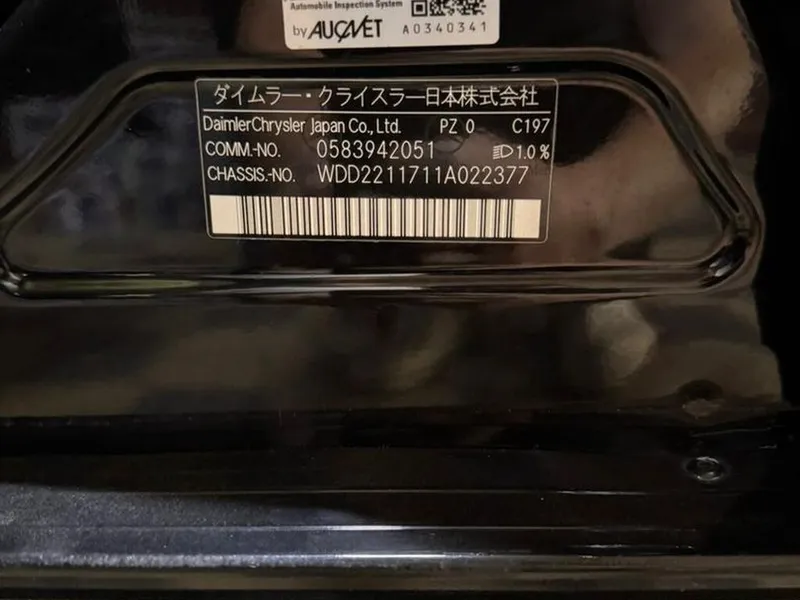 Automobile Inspection System
by AUCNET A0340341
ダイムラー・クライスラー日本株式会社
DaimlerChrysler Japan Co., Ltd. PZ 0 C197
COMM.-NO. 0583942051 1.0 %
CHASSIS.-NO. WDD2211711A022377